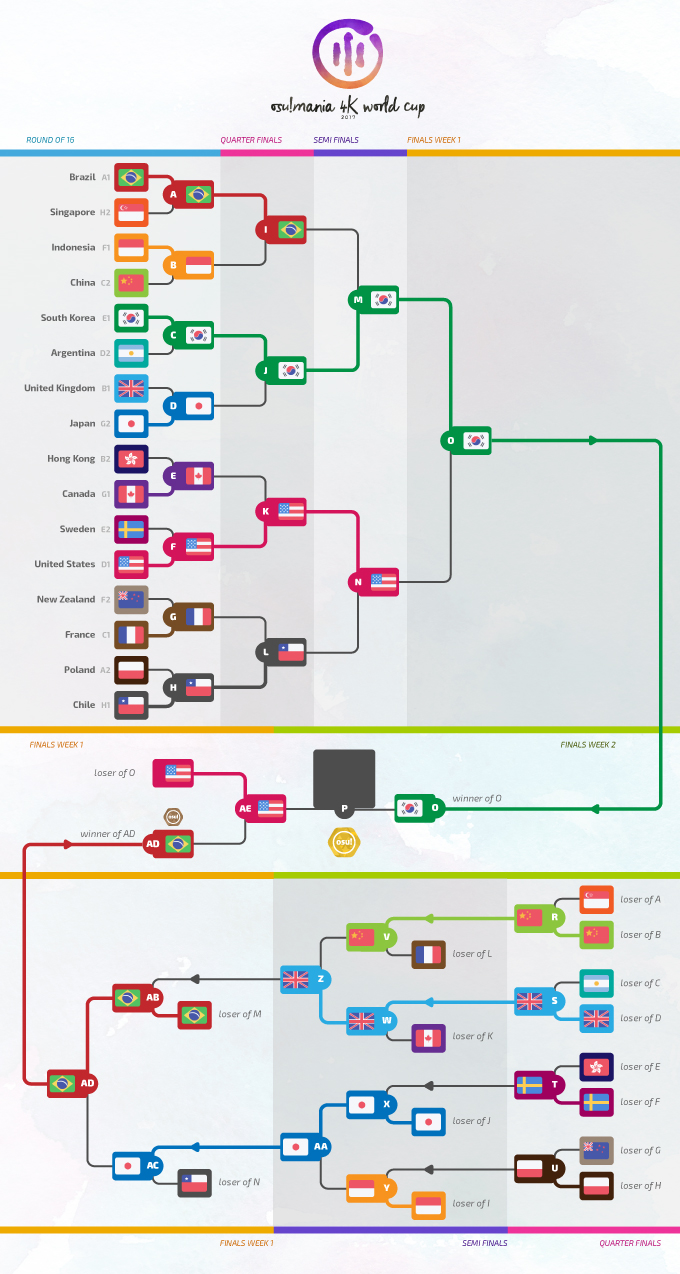 osu!mania 4K world cup
2017
ROUND OF 16
QUARTER FINALS
SEMI FINALS
FINALS WEEK 1
Brazil A1
A
Singapore H2
I
Indonesia F1
B
China C2
M
South Korea E1
C
Argentina D2
J
United Kingdom B1
D
Japan G2
O
Hong Kong B2
E
Canada G1
K
Sweden E2
F
United States D1
N
New Zealand F2
G
France C1
L
Poland A2
H
Chile H1
FINALS WEEK 1
FINALS WEEK 2
loser of O
AE
P
O
winner of O
osu!
winner of AD
AD
osu!
loser of A
R
loser of B
V
loser of L
Z
loser of C
S
loser of D
W
loser of K
AB
loser of M
loser of E
T
loser of F
X
loser of J
AD
AA
loser of G
U
loser of H
AC
loser of N
Y
loser of I
FINALS WEEK 1
SEMI FINALS
QUARTER FINALS